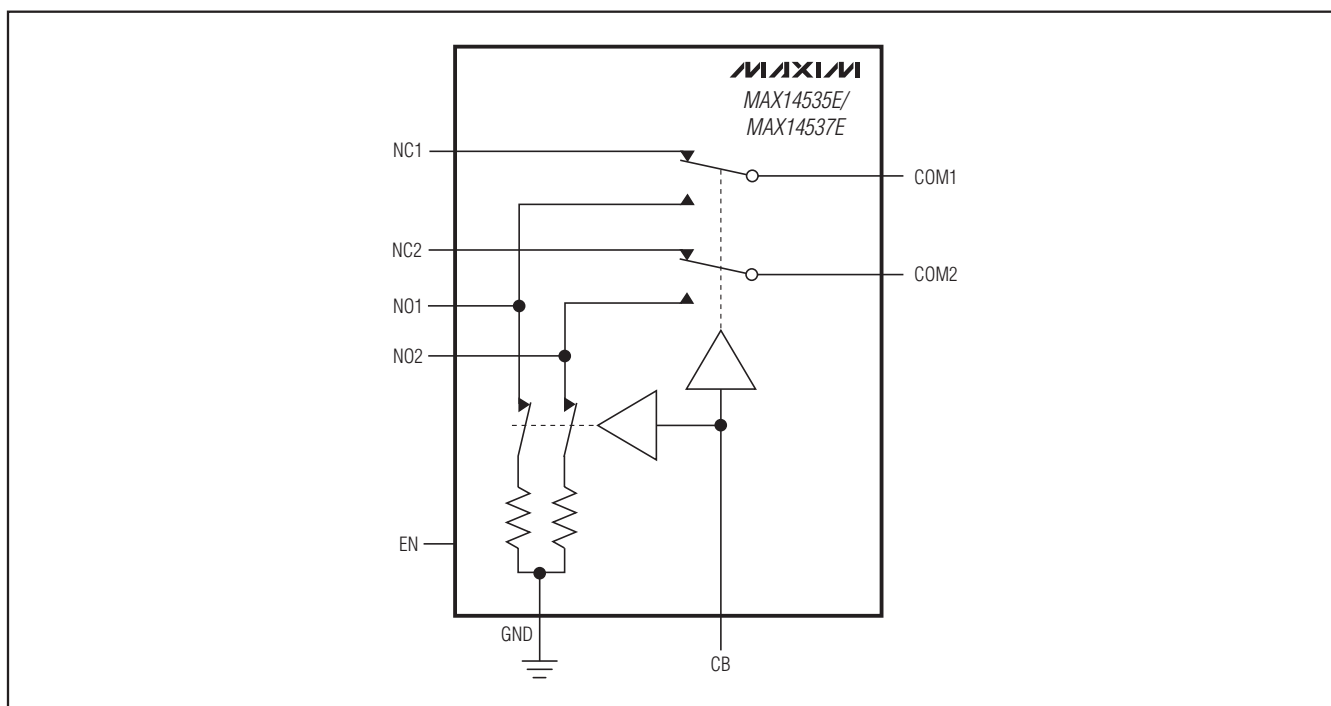 MAXIM
MAX14535E/
MAX14537E
NC1
COM1
NC2
COM2
NO1
NO2
EN
GND
CB